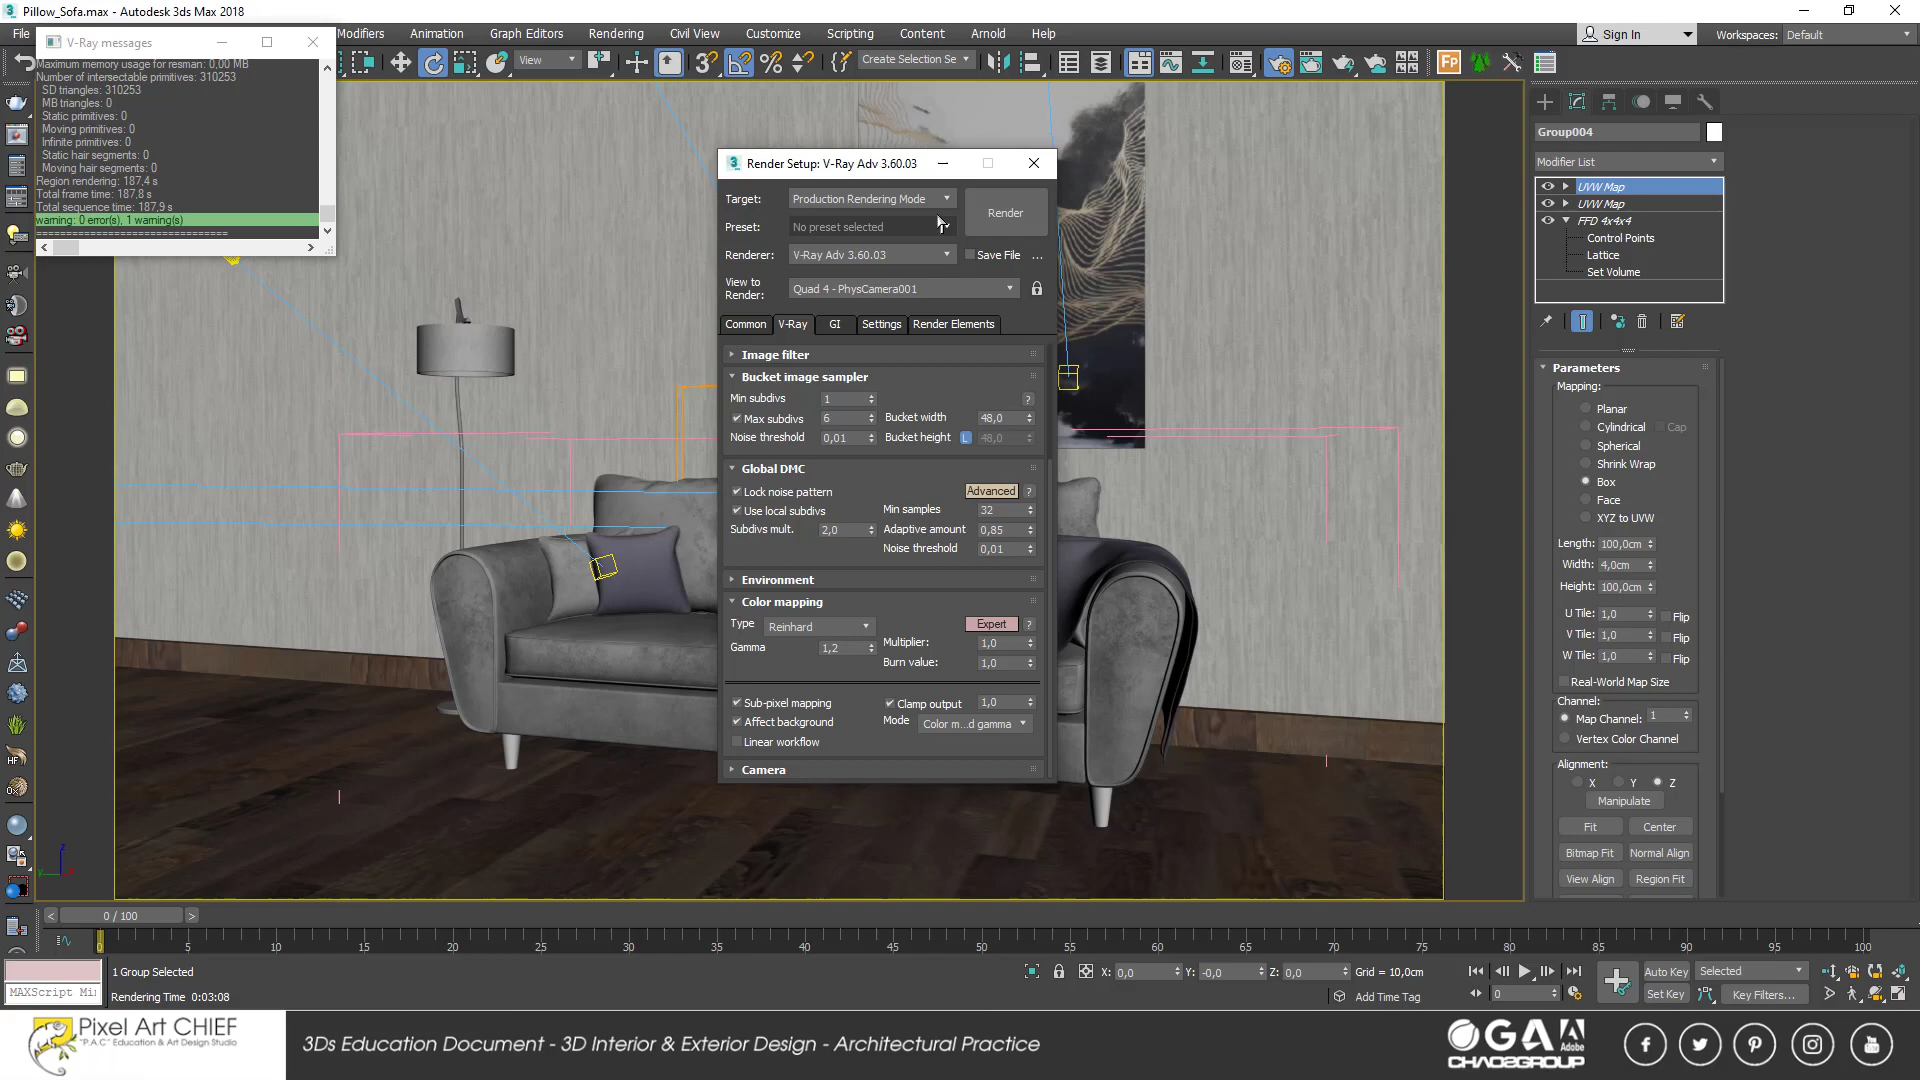 Pillow_Sofa.max - Autodesk 3ds Max 2018
File
Modifiers
Animation
Graph Editors
Rendering
Civil View
Customize
Scripting
Content
Arnold
Help
Sign In
Workspaces: Default
V-Ray messages
Maximum memory usage for resman: 0,00 MB
Number of intersectable primitives: 310253
SD triangles: 310253
MB triangles: 0
Static primitives: 0
Moving primitives: 0
Infinite primitives: 0
Static hair segments: 0
Moving hair segments: 0
Region rendering: 187,4 s
Total frame time: 187,8 s
Total sequence time: 187,9 s
warning: 0 error(s), 1 warning(s)
==============================
View
Create Selection Se
Fp
Render Setup: V-Ray Adv 3.60.03
Target: Production Rendering Mode
Render
Preset: No preset selected
Renderer: V-Ray Adv 3.60.03
Save File ...
View to
Render:
Quad 4 - PhysCamera001
Common
V-Ray
GI
Settings
Render Elements
Image filter
Bucket image sampler
Min subdivs 1 ?
Max subdivs 6 Bucket width 48,0
Noise threshold 0,01 Bucket height L 48,0
Global DMC
Lock noise pattern Advanced ?
Use local subdivs Min samples 32
Subdivs mult. 2,0 Adaptive amount 0,85
Noise threshold 0,01
Environment
Color mapping
Type Reinhard Expert ?
Gamma 1,2 Multiplier: 1,0
Burn value: 1,0
Sub-pixel mapping Clamp output 1,0
Affect background Mode Color m...d gamma
Linear workflow
Camera
Group004
Modifier List
UVW Map
UVW Map
FFD 4x4x4
Control Points
Lattice
Set Volume
Parameters
Mapping:
Planar
Cylindrical Cap
Spherical
Shrink Wrap
Box
Face
XYZ to UVW
Length: 100,0cm
Width: 4,0cm
Height: 100,0cm
U Tile: 1,0 Flip
V Tile: 1,0 Flip
W Tile: 1,0 Flip
Real-World Map Size
Channel:
Map Channel: 1
Vertex Color Channel
Alignment:
X Y Z
Manipulate
Fit Center
Bitmap Fit Normal Align
View Align Region Fit
< 0 / 100 >
0 5 10 15 20 25 30 35 40 45 50 55 60 65 70 75 80 85 90 95 100
1 Group Selected
X: 0,0 Y: -0,0 Z: 0,0 Grid = 10,0cm
Auto Key Selected
MAXScript Mi
Rendering Time 0:03:08
Add Time Tag
0
Set Key Key Filters...
Pixel Art CHIEF
"P.A.C" Education & Art Design Studio
3Ds Education Document - 3D Interior & Exterior Design - Architectural Practice
GA
Adobe
CHAOSGROUP